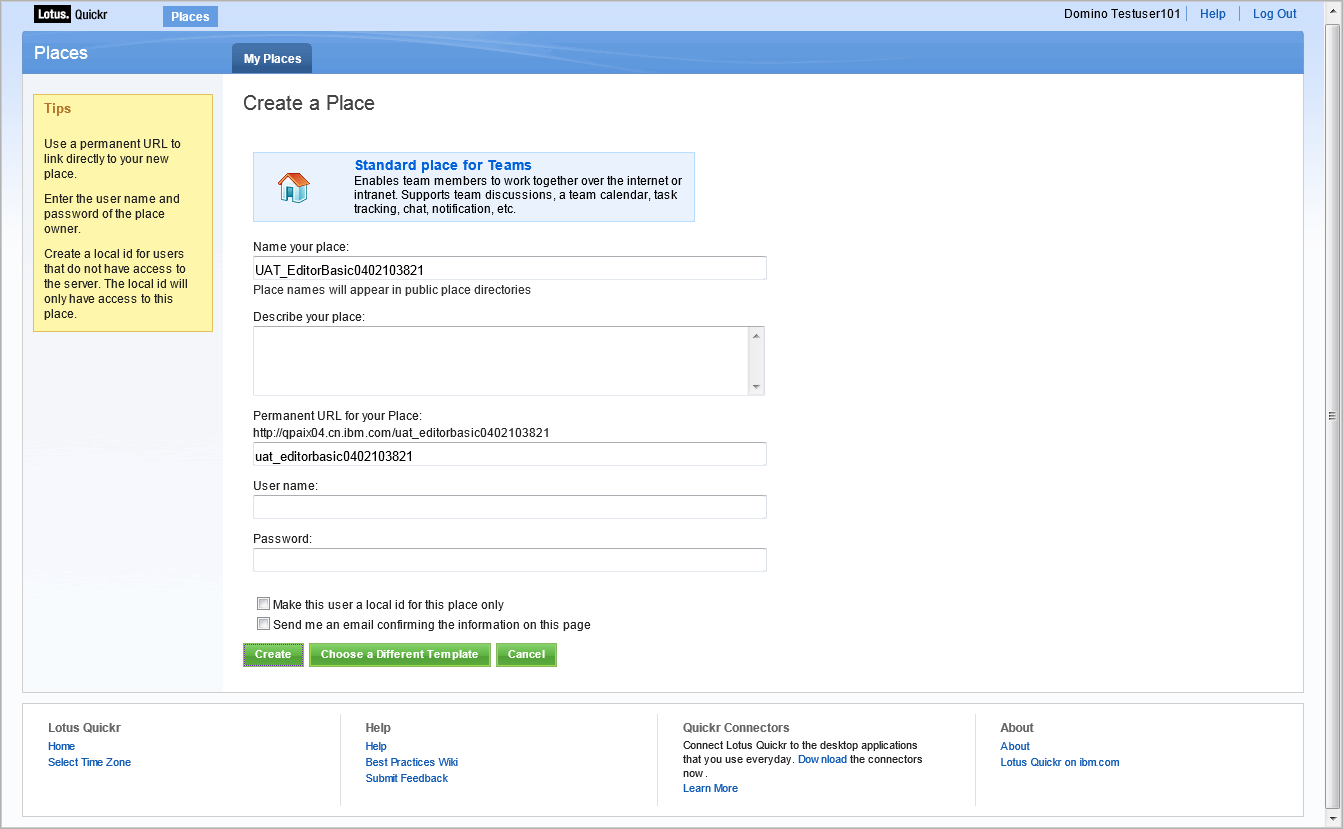 Lotus. Quickr
Places
Domino Testuser101
Help
Log Out
Places
My Places
Tips
Use a permanent URL to
link directly to your new
place.
Enter the user name and
password of the place
owner.
Create a local id for users
that do not have access to
the server. The local id will
only have access to this
place.
Create a Place
Standard place for Teams
Enables team members to work together over the internet or
intranet. Supports team discussions, a team calendar, task
tracking, chat, notification, etc.
Name your place:
UAT_EditorBasic0402103821
Place names will appear in public place directories
Describe your place:
Permanent URL for your Place:
http://qpaix04.cn.ibm.com/uat_editorbasic0402103821
uat_editorbasic0402103821
User name:
Password:
Make this user a local id for this place only
Send me an email confirming the information on this page
Create
Choose a Different Template
Cancel
Lotus Quickr
Home
Select Time Zone
Help
Help
Best Practices Wiki
Submit Feedback
Quickr Connectors
Connect Lotus Quickr to the desktop applications
that you use everyday. Download the connectors
now .
Learn More
About
About
Lotus Quickr on ibm.com